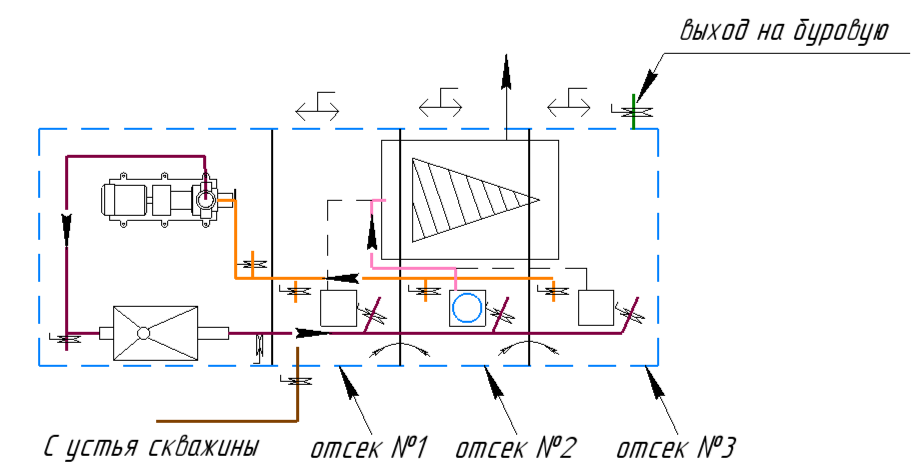 выход на буровую
С устья скважины
отсек №1
отсек №2
отсек №3